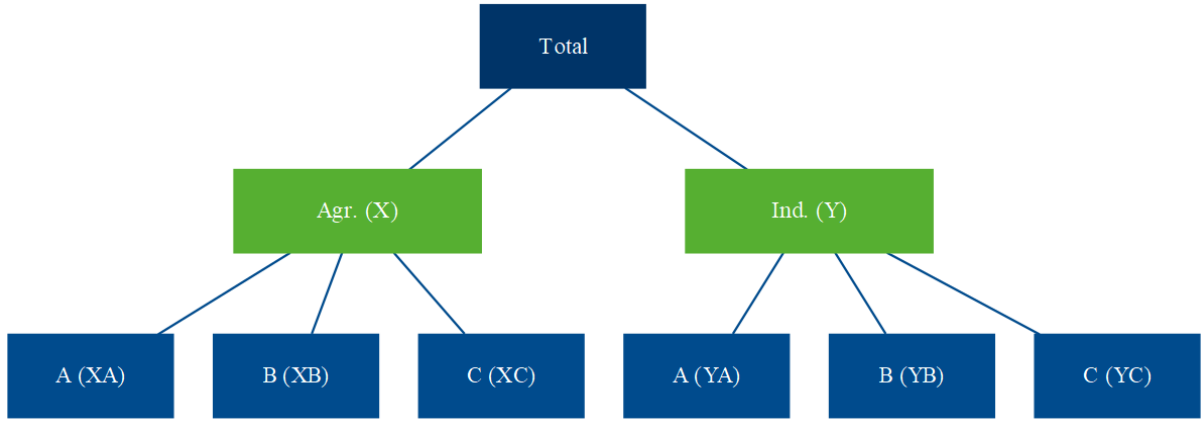 Total
Agr. (X)
Ind. (Y)
A (XA)
B (XB)
C (XC)
A (YA)
B (YB)
C (YC)